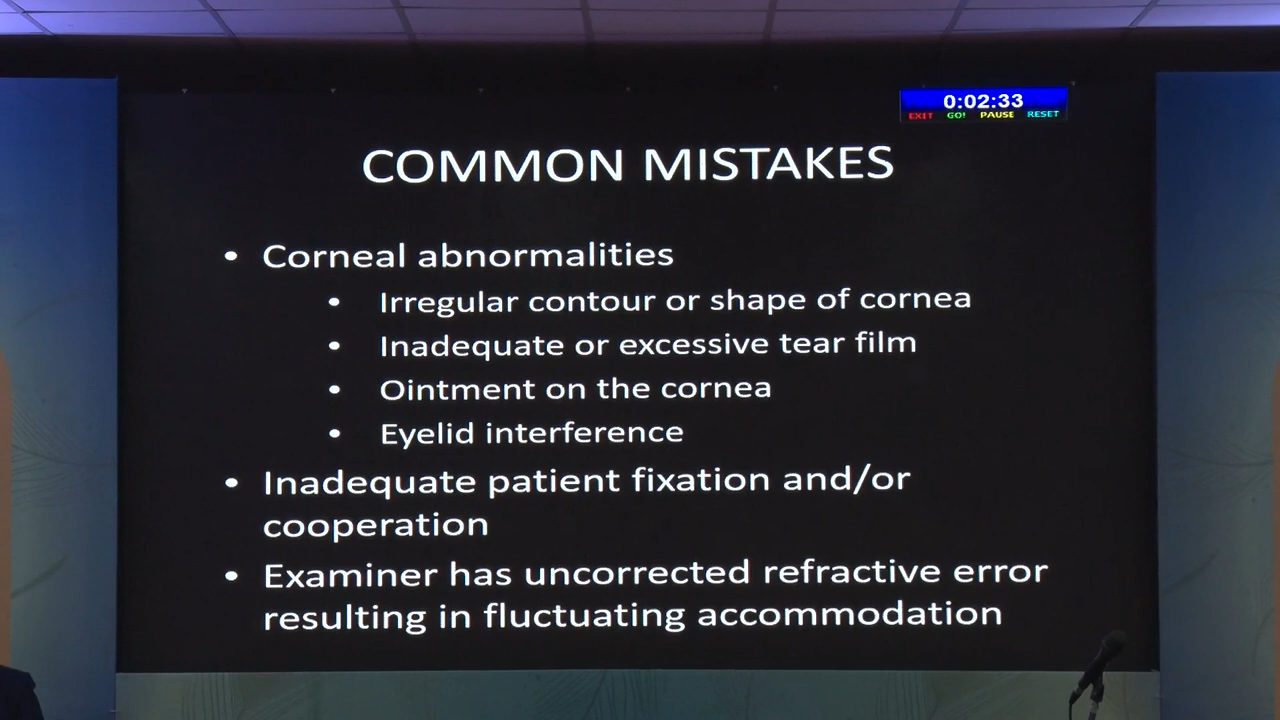 0:02:33
EXIT GO! PAUSE RESET
COMMON MISTAKES
• Corneal abnormalities
• Irregular contour or shape of cornea
• Inadequate or excessive tear film
• Ointment on the cornea
• Eyelid interference
• Inadequate patient fixation and/or
cooperation
• Examiner has uncorrected refractive error
resulting in fluctuating accommodation